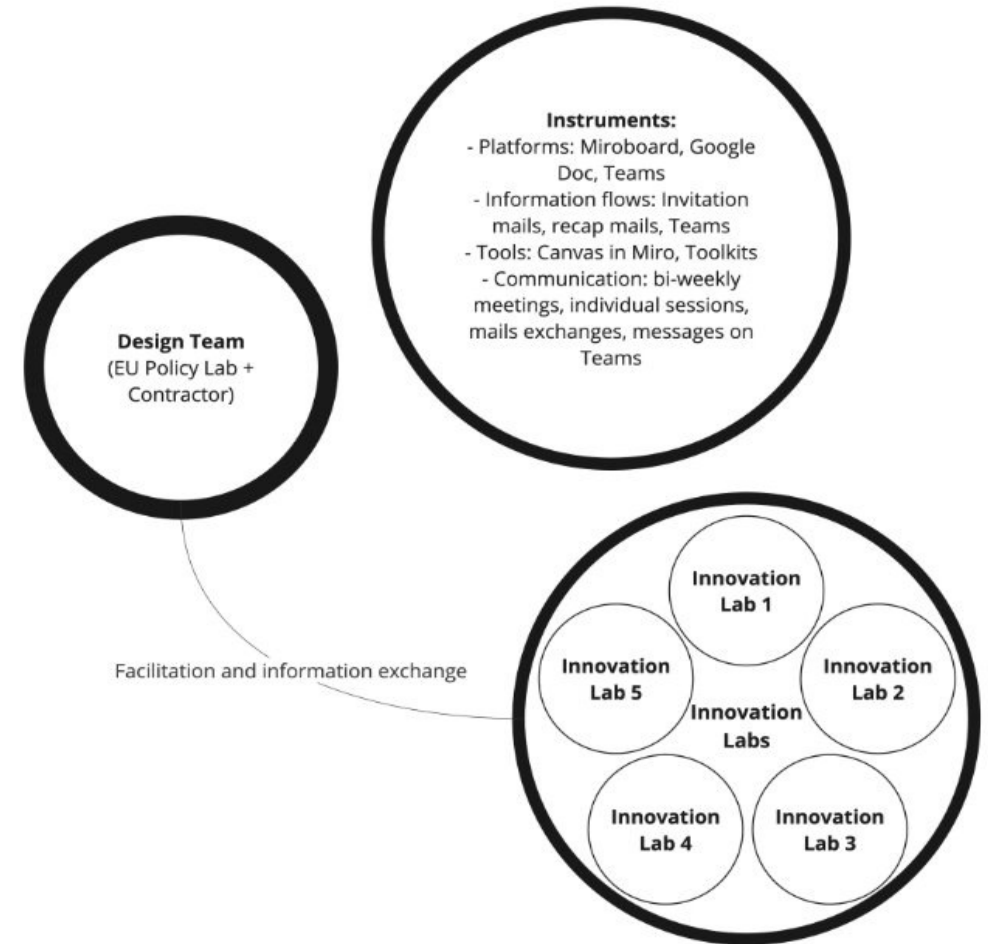 Instruments:
- Platforms: Miroboard, Google
Doc, Teams
- Information flows: Invitation
mails, recap mails, Teams
- Tools: Canvas in Miro, Toolkits
- Communication: bi-weekly
meetings, individual sessions,
mails exchanges, messages on
Teams
Design Team
(EU Policy Lab +
Contractor)
Facilitation and information exchange
Innovation
Lab 1
Innovation
Lab 2
Innovation
Lab 3
Innovation
Lab 4
Innovation
Lab 5
Innovation
Labs